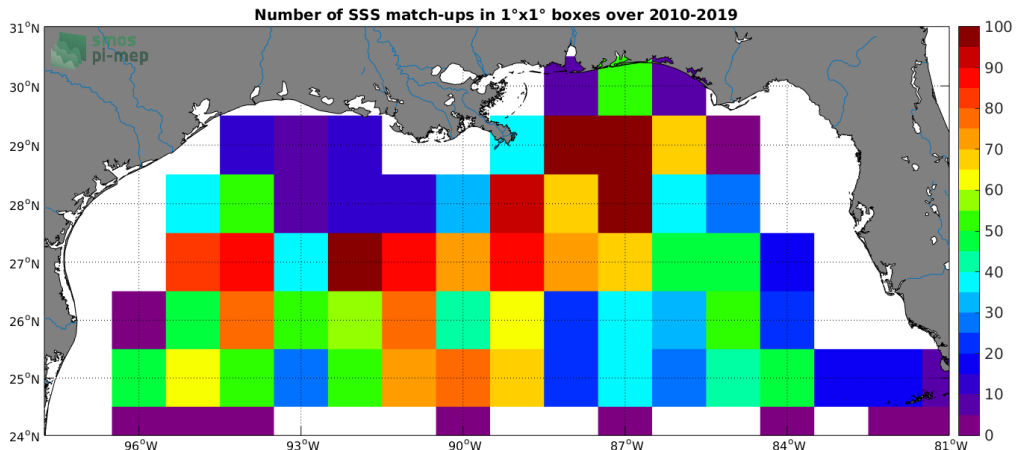 Number of SSS match-ups in 1°x1° boxes over 2010-2019
smos
pi-mep
31°N
30°N
29°N
28°N
27°N
26°N
25°N
24°N
96°W 93°W 90°W 87°W 84°W 81°W
100
90
80
70
60
50
40
30
20
10
0